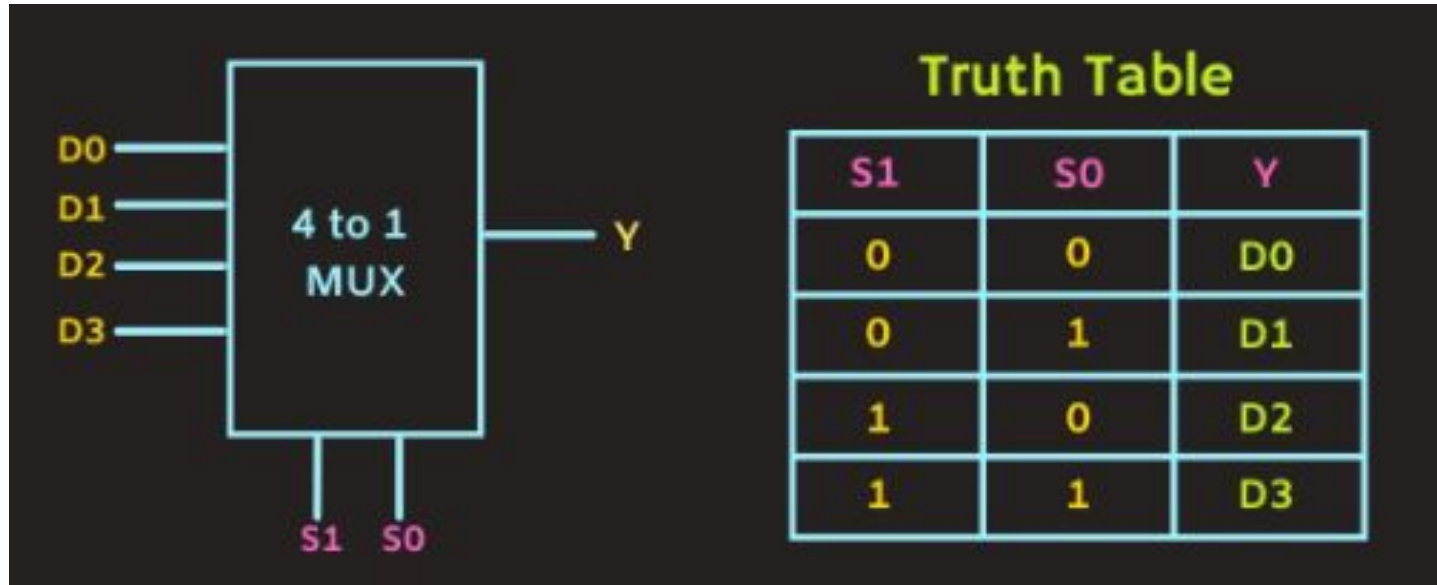 Truth Table
D0
D1
D2
D3
4 to 1
MUX
Y
S1 S0
S1 S0 Y
0 0 D0
0 1 D1
1 0 D2
1 1 D3